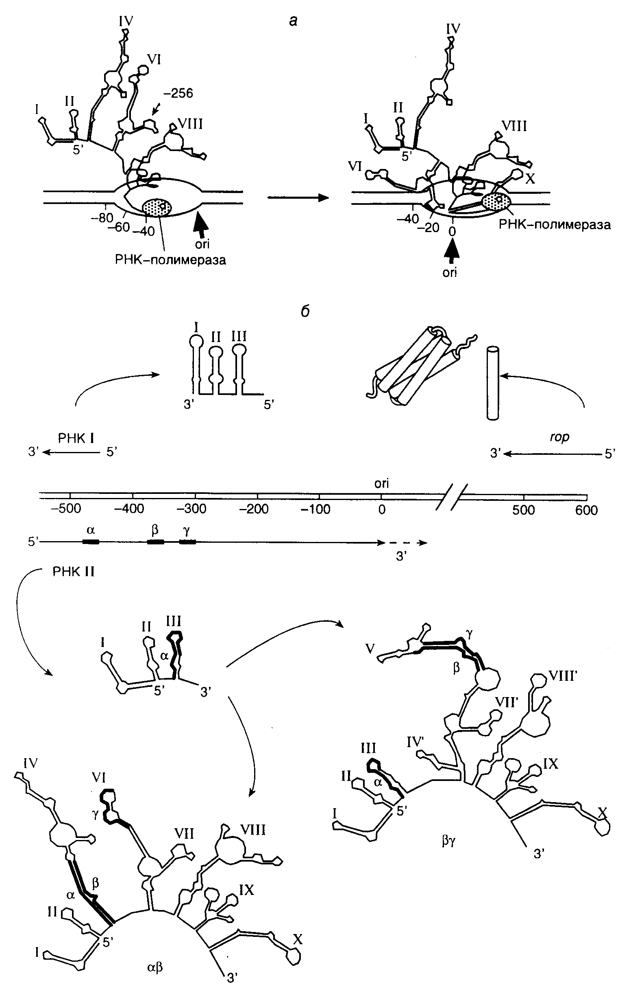 а
IV
VI
–256
II
I
VIII
5'
–80
–60
–40
ori
РНК–полимераза
IV
II
I
VIII
5'
VI
X
–40
–20
0
РНК–полимераза
ori
б
I
II
III
3'
5'
РНК I
3'
5'
rop
3'
5'
ori
–500
–400
–300
–200
–100
0
500
600
α
β
γ
5'
3'
РНК II
I
II
III
α
5'
3'
V
γ
β
VIII'
VII'
IV'
III
II
α
IX
I
5'
X
βγ
3'
IV
VI
γ
VII
VIII
β
α
II
IX
5'
I
X
αβ
3'